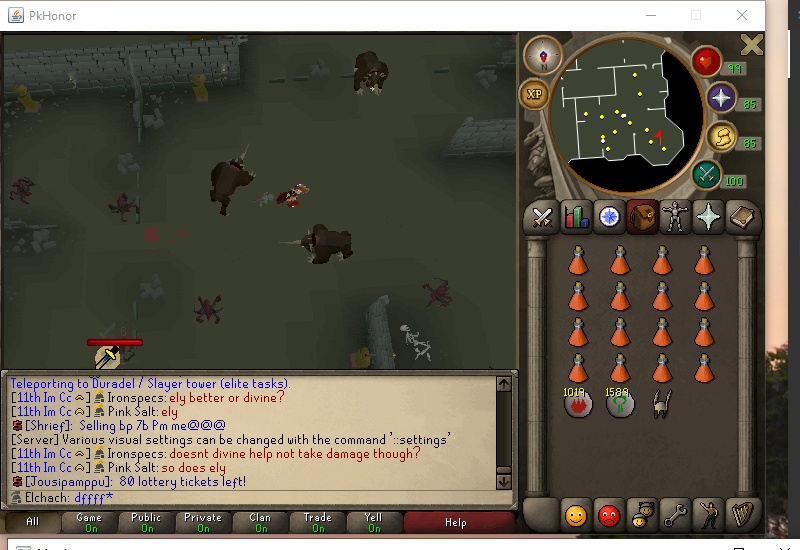 PkHonor
N
XP
99
85
85
100
1019
1589
8
Teleporting to Duradel / Slayer tower (elite tasks).
[11th Im Cc] Ironspecs: ely better or divine?
[11th Im Cc] Pink Salt: ely
[Shrief]: Selling bp 7b Pm me@@@
[Server] Various visual settings can be changed with the command '::settings'
[11th Im Cc] Ironspecs: doesnt divine help not take damage though?
[11th Im Cc] Pink Salt: so does ely
[Jousipamppu]: 80 lottery tickets left!
Elchach: dffff*
All
Game
On
Public
On
Private
On
Clan
On
Trade
On
Yell
On
Help